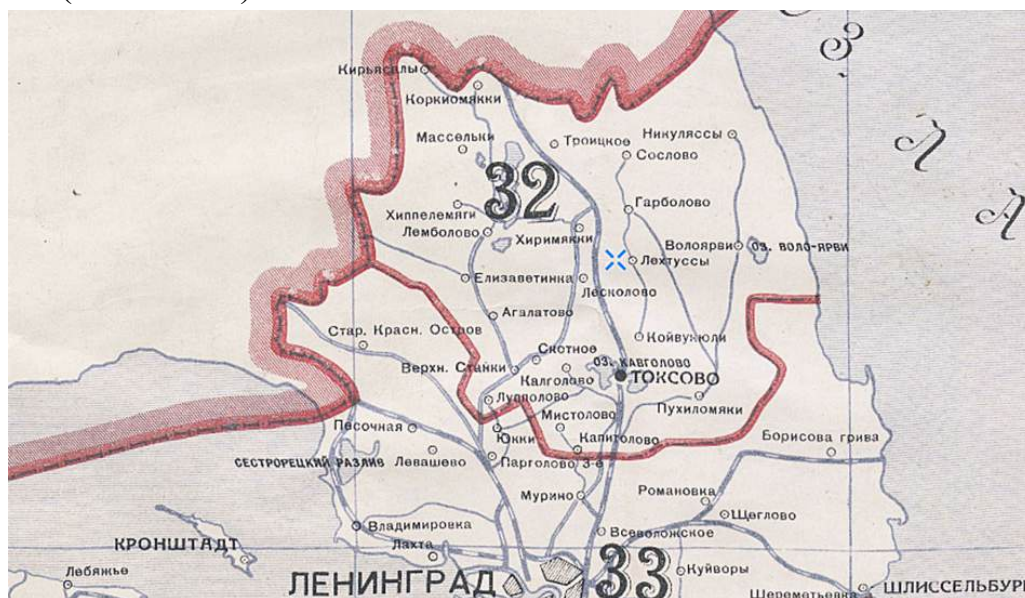 Кирьясалы
Коркиомякки
Массельки
Троицкое
Никуляссы
Сослово
32
Хиппелемяги
Гарболово
Лемболово
Хиримякки
Волоярви
ОЗ. ВОЛО-ЯРВИ
Лехтуссы
Елизаветинка
Лесколово
Агалатово
Стар. Красн. Остров
Койвукюли
Скотное
ОЗ. КАВГОЛОВО
Верхн. Станки
Калголово
ТОКСОВО
Лупполово
Пухиломяки
Мистолово
Песочная
Юкки
Капитолово
Борисова грива
СЕСТРОРЕЦКИЙ РАЗЛИВ
Левашево
Парголово 3-е
Мурино
Романовка
Щеглово
Владимировка
Всеволожское
КРОНШТАДТ
Лахта
33
Куйворы
Лебяжье
ЛЕНИНГРАД
Шереметьевка
ШЛИССЕЛЬБУРГ
З
Л
А